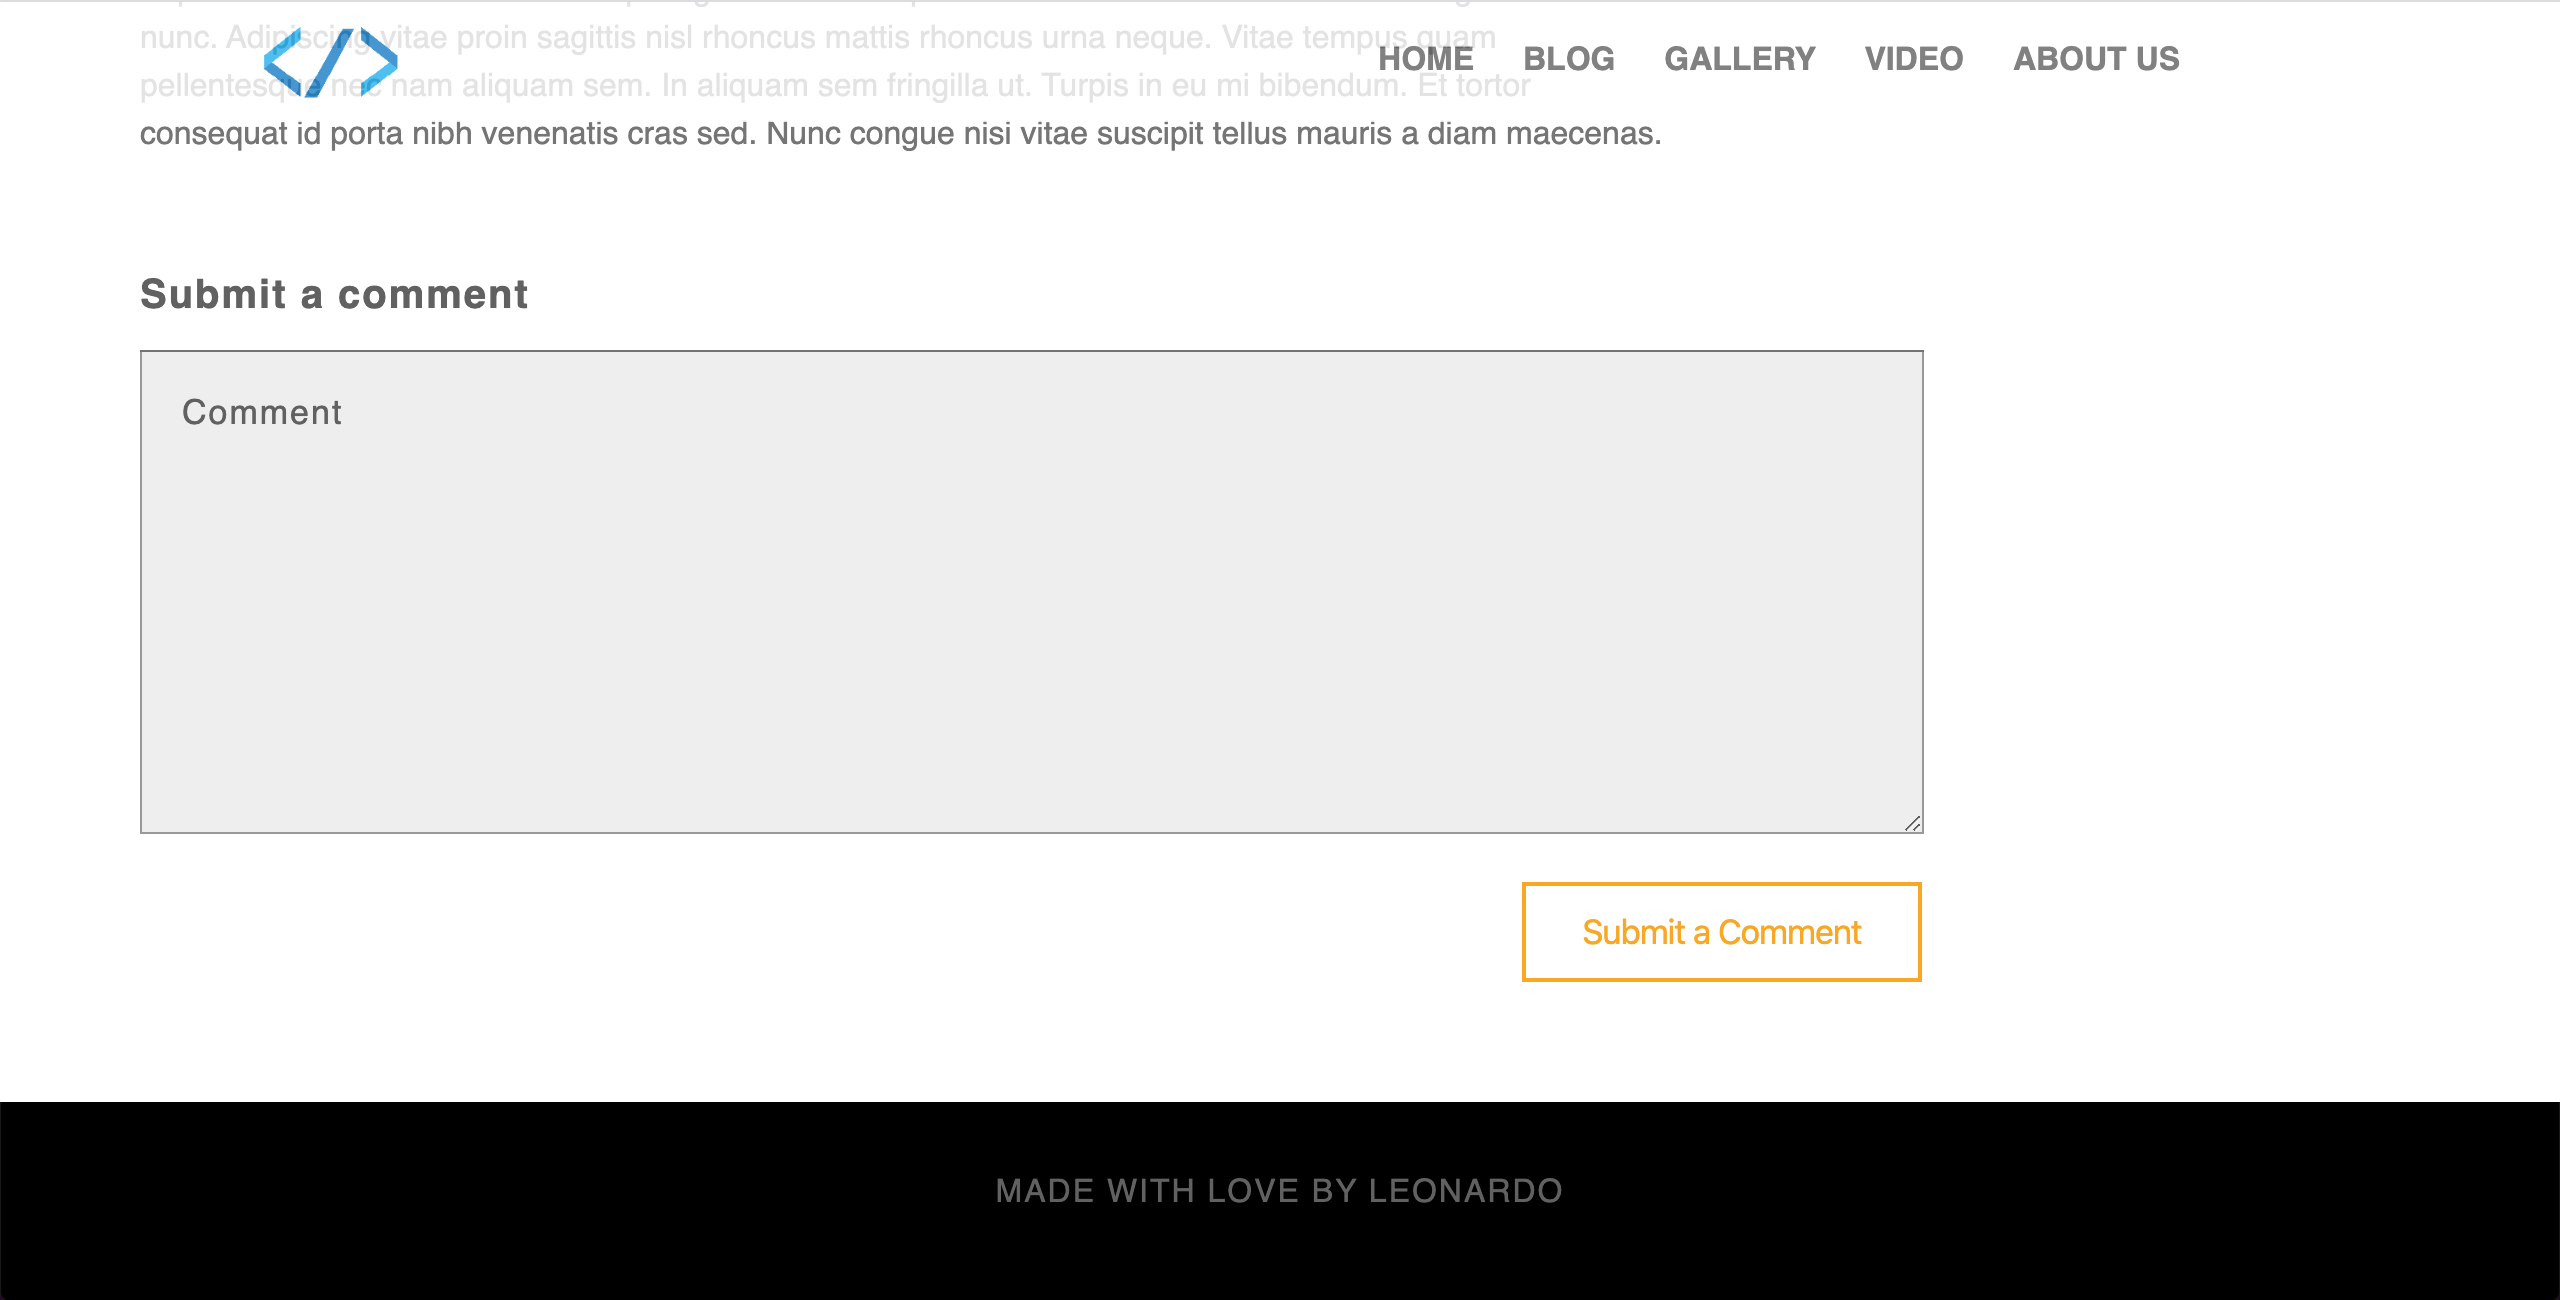 nunc. Adipiscing vitae proin sagittis nisl rhoncus mattis rhoncus urna neque. Vitae tempus quam
HOME BLOG GALLERY VIDEO ABOUT US
pellentesque nec nam aliquam sem. In aliquam sem fringilla ut. Turpis in eu mi bibendum. Et tortor
consequat id porta nibh venenatis cras sed. Nunc congue nisi vitae suscipit tellus mauris a diam maecenas.
Submit a comment
Comment
Submit a Comment
MADE WITH LOVE BY LEONARDO